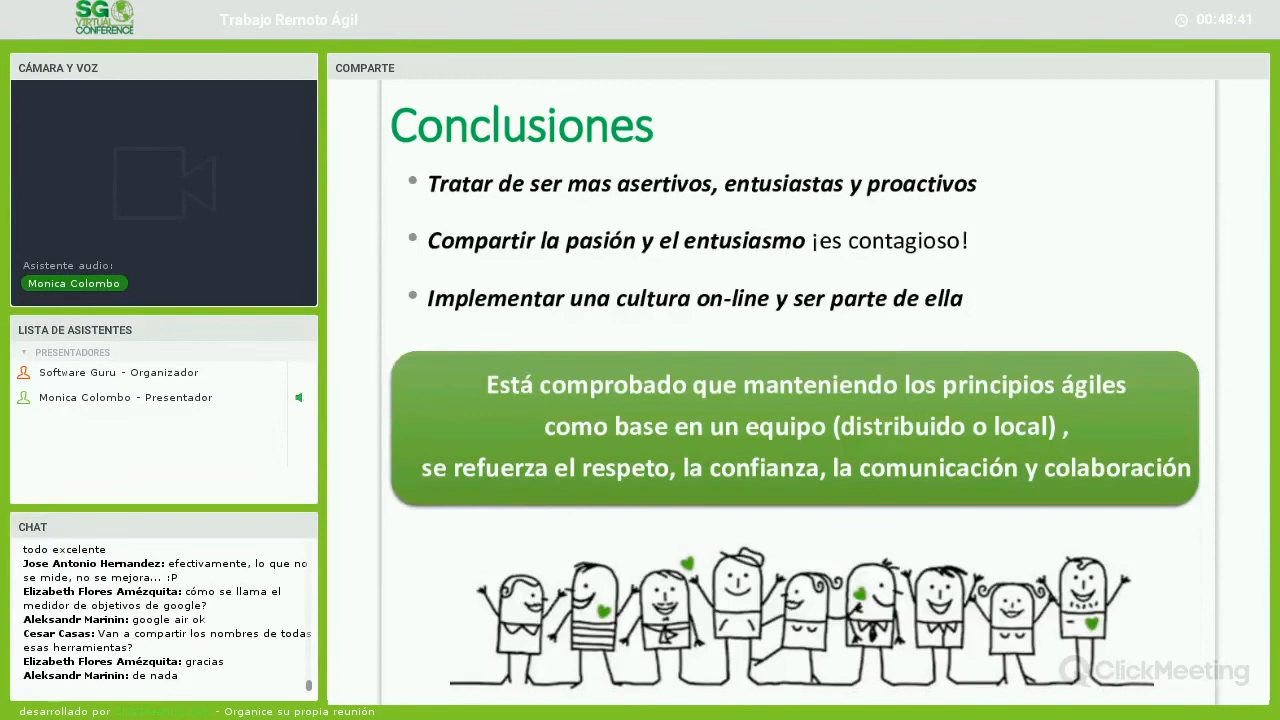 SG
VIRTUAL
CONFERENCE
Trabajo Remoto Ágil
00:48:41
CÁMARA Y VOZ
Asistente audio:
Monica Colombo
LISTA DE ASISTENTES
PRESENTADORES
Software Guru - Organizador
Monica Colombo - Presentador
CHAT
todo excelente
Jose Antonio Hernandez: efectivamente, lo que no
se mide, no se mejora... :P
Elizabeth Flores Amézquita: cómo se llama el
medidor de objetivos de google?
Aleksandr Marinin: google air ok
Cesar Casas: Van a compartir los nombres de todas
esas herramientas?
Elizabeth Flores Amézquita: gracias
Aleksandr Marinin: de nada
COMPARTE
Conclusiones
• Tratar de ser mas asertivos, entusiastas y proactivos
• Compartir la pasión y el entusiasmo ¡es contagioso!
• Implementar una cultura on-line y ser parte de ella
Está comprobado que manteniendo los principios ágiles
como base en un equipo (distribuido o local) ,
se refuerza el respeto, la confianza, la comunicación y colaboración
ClickMeeting
desarrollado por - Organice su propia reunión